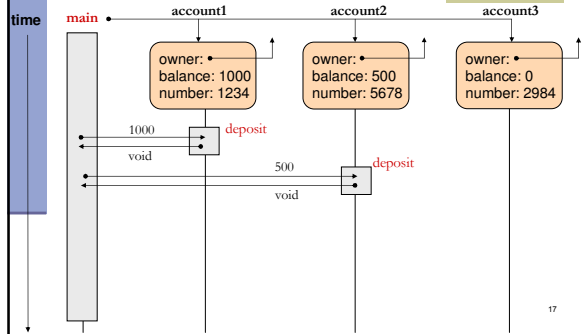 time
main
account1
account2
account3
owner:
balance: 1000
number: 1234
owner:
balance: 500
number: 5678
owner:
balance: 0
number: 2984
1000
deposit
void
500
deposit
void
17